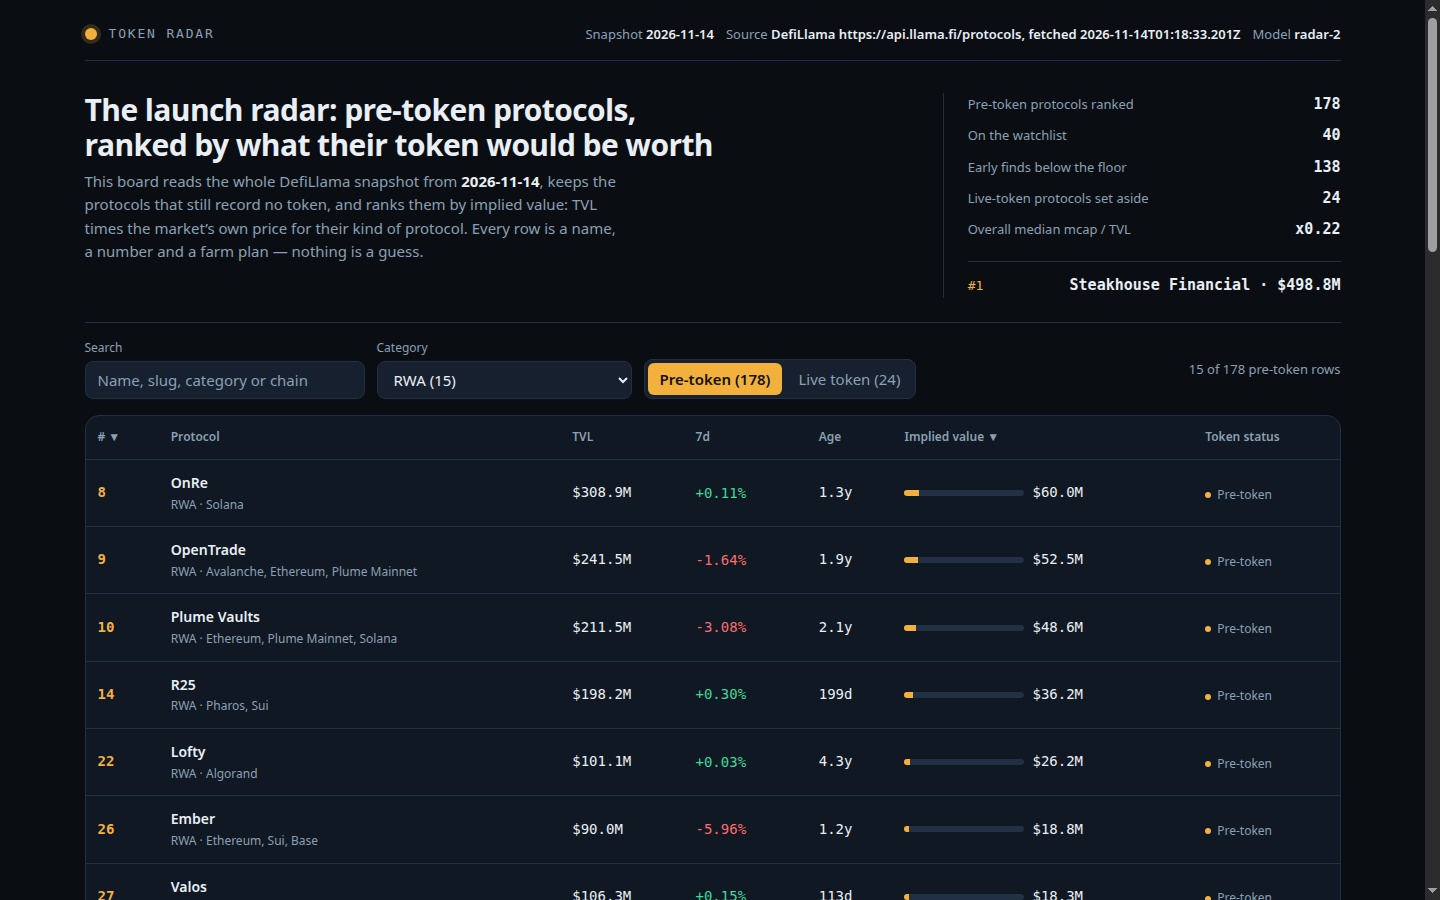 TOKEN RADAR
Snapshot 2026-11-14 Source DefiLlama https://api.llama.fi/protocols, fetched 2026-11-14T01:18:33.201Z Model radar-2
The launch radar: pre-token protocols,
ranked by what their token would be worth
This board reads the whole DefiLlama snapshot from 2026-11-14, keeps the
protocols that still record no token, and ranks them by implied value: TVL
times the market’s own price for their kind of protocol. Every row is a name,
a number and a farm plan — nothing is a guess.
Pre-token protocols ranked 178
On the watchlist 40
Early finds below the floor 138
Live-token protocols set aside 24
Overall median mcap / TVL x0.22
#1 Steakhouse Financial · $498.8M
Search
Name, slug, category or chain
Category
RWA (15)
Pre-token (178) Live token (24)
15 of 178 pre-token rows
# ▼ Protocol TVL 7d Age Implied value ▼ Token status
8 OnRe $308.9M +0.11% 1.3y $60.0M Pre-token
RWA · Solana
9 OpenTrade $241.5M -1.64% 1.9y $52.5M Pre-token
RWA · Avalanche, Ethereum, Plume Mainnet
10 Plume Vaults $211.5M -3.08% 2.1y $48.6M Pre-token
RWA · Ethereum, Plume Mainnet, Solana
14 R25 $198.2M +0.30% 199d $36.2M Pre-token
RWA · Pharos, Sui
22 Lofty $101.1M +0.03% 4.3y $26.2M Pre-token
RWA · Algorand
26 Ember $90.0M -5.96% 1.2y $18.8M Pre-token
RWA · Ethereum, Sui, Base
27 Valos $106.3M +0.15% 113d $18.3M Pre-token